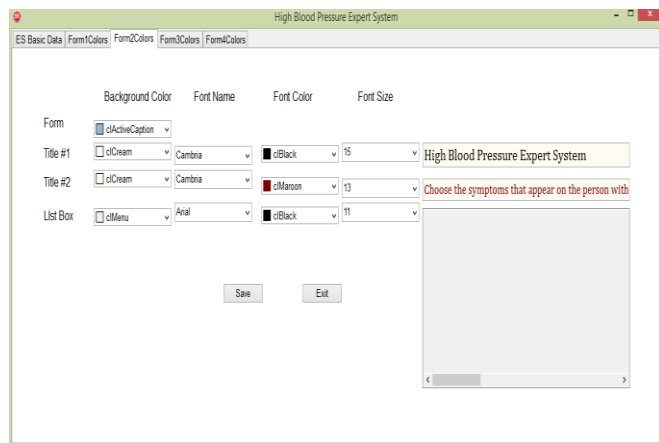 High Blood Pressure Expert System
ES Basic Data Form1Colors Form2Colors Form3Colors Form4Colors
Background Color Font Name Font Color Font Size
Form clActiveCaption
Title #1 clCream Cambria clBlack 15 High Blood Pressure Expert System
Title #2 clCream Cambria clMaroon 13 Choose the symptoms that appear on the person with
LIst Box clMenu Arial clBlack 11
Save Exit